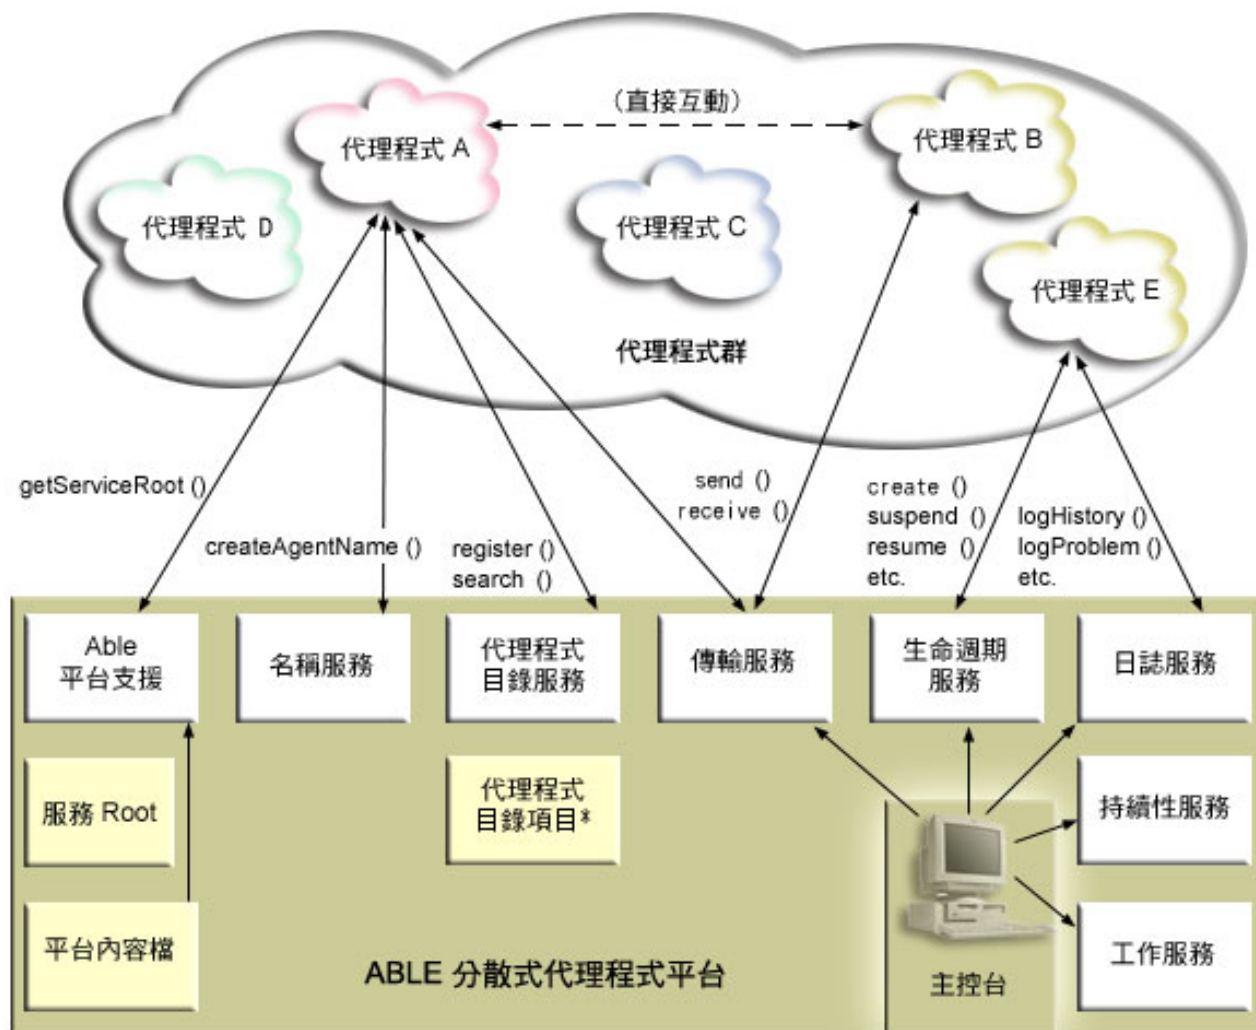 (直接互動)
代理程式 A
代理程式 B
代理程式 D
代理程式 C
代理程式 E
代理程式群
getServiceRoot ()
createAgentName ()
register ()
search ()
send ()
receive ()
create ()
suspend ()
resume ()
etc.
logHistory ()
logProblem ()
etc.
Able
平台支援
名稱服務
代理程式
目錄服務
傳輸服務
生命週期
服務
日誌服務
服務 Root
代理程式
目錄項目*
持續性服務
平台內容檔
ABLE 分散式代理程式平台
主控台
工作服務